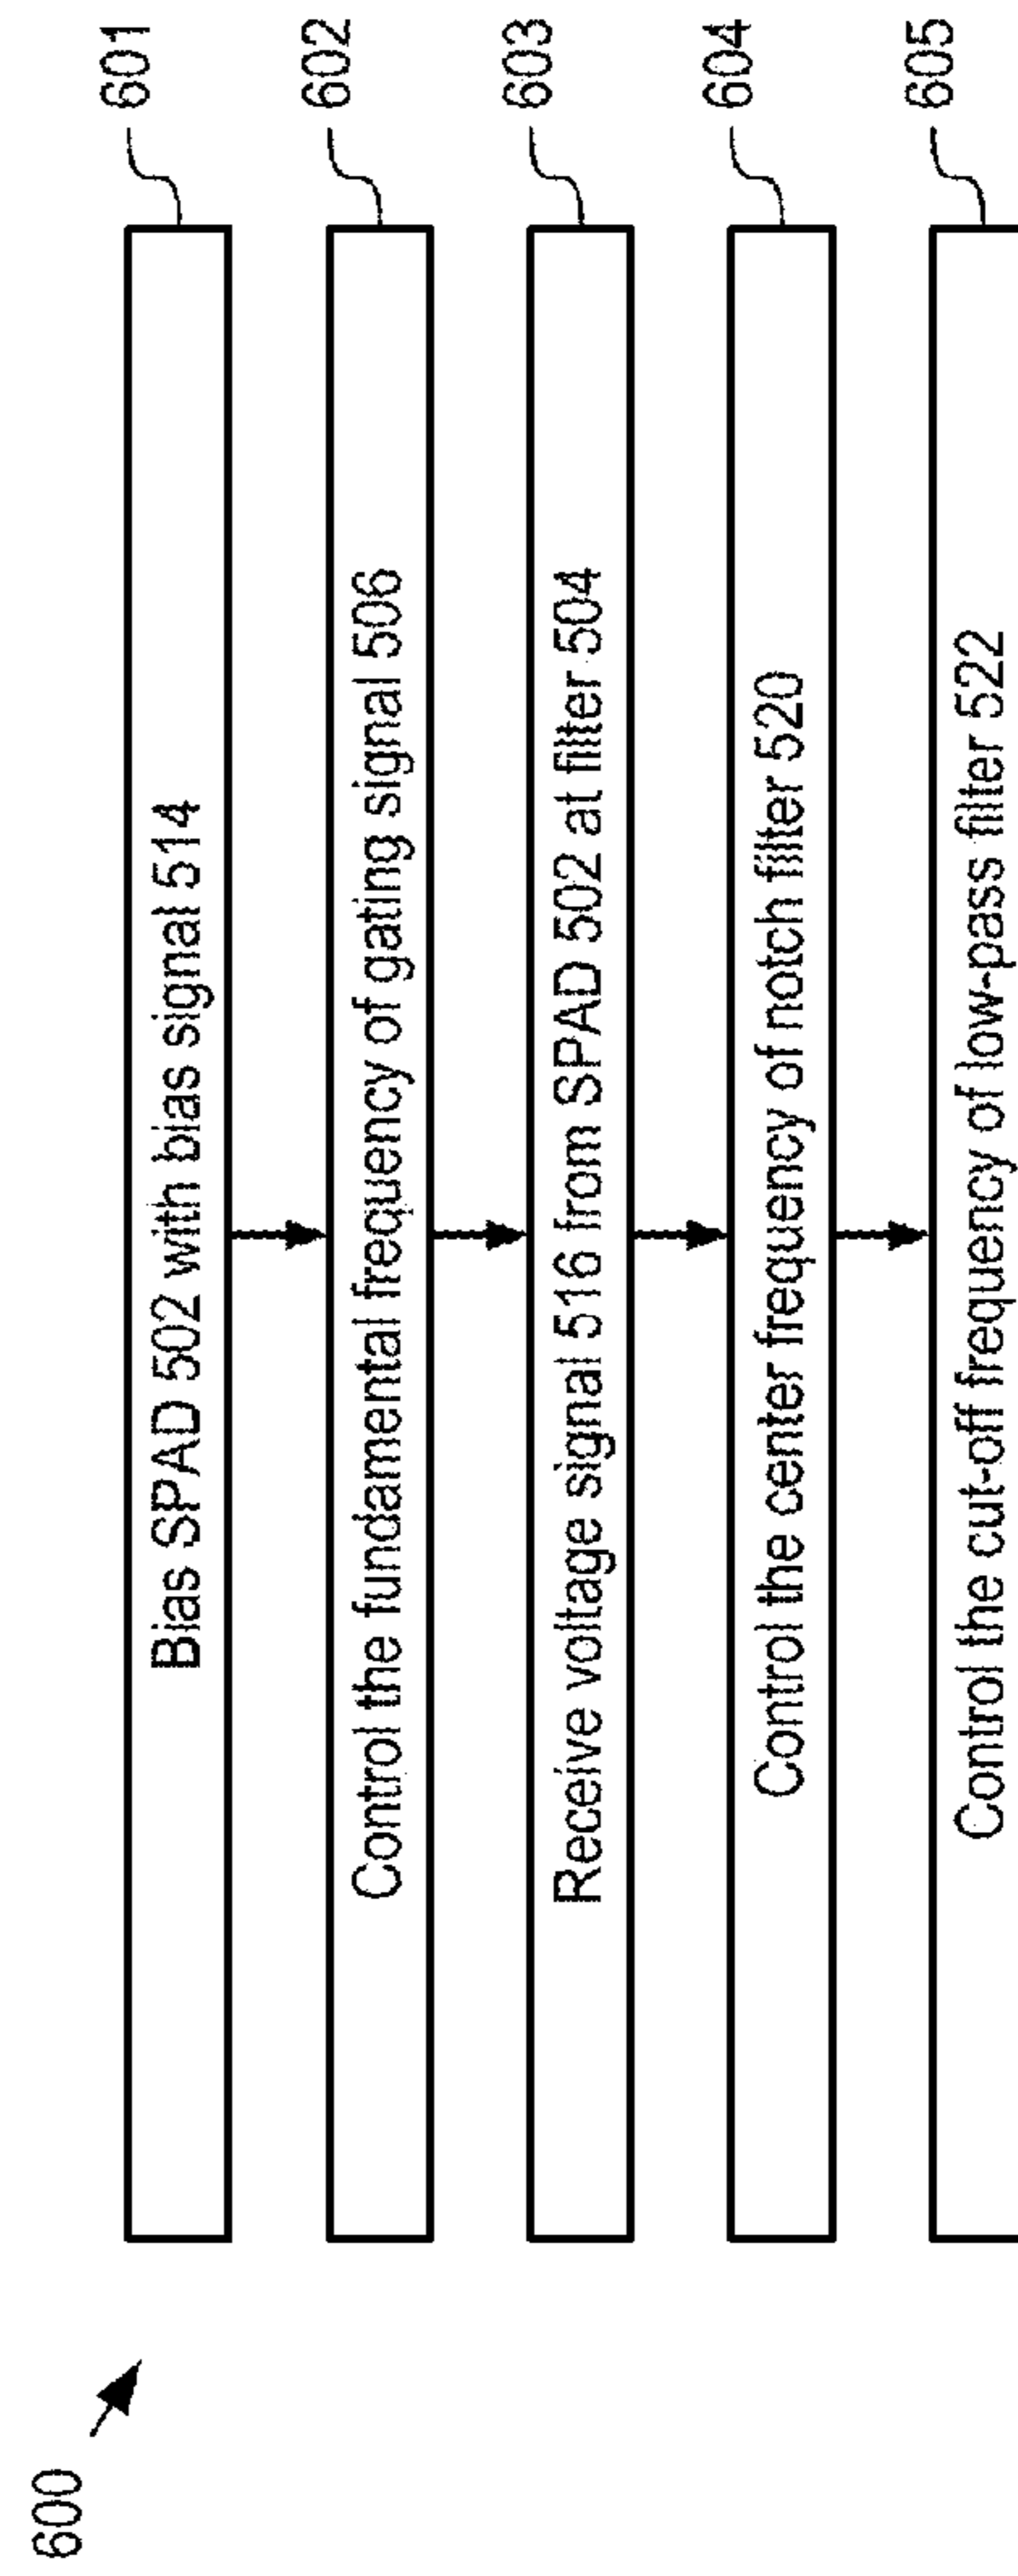 600
601
Bias SPAD 502 with bias signal 514
602
Control the fundamental frequency of gating signal 506
603
Receive voltage signal 516 from SPAD 502 at filter 504
604
Control the center frequency of notch filter 520
605
Control the cut-off frequency of low-pass filter 522